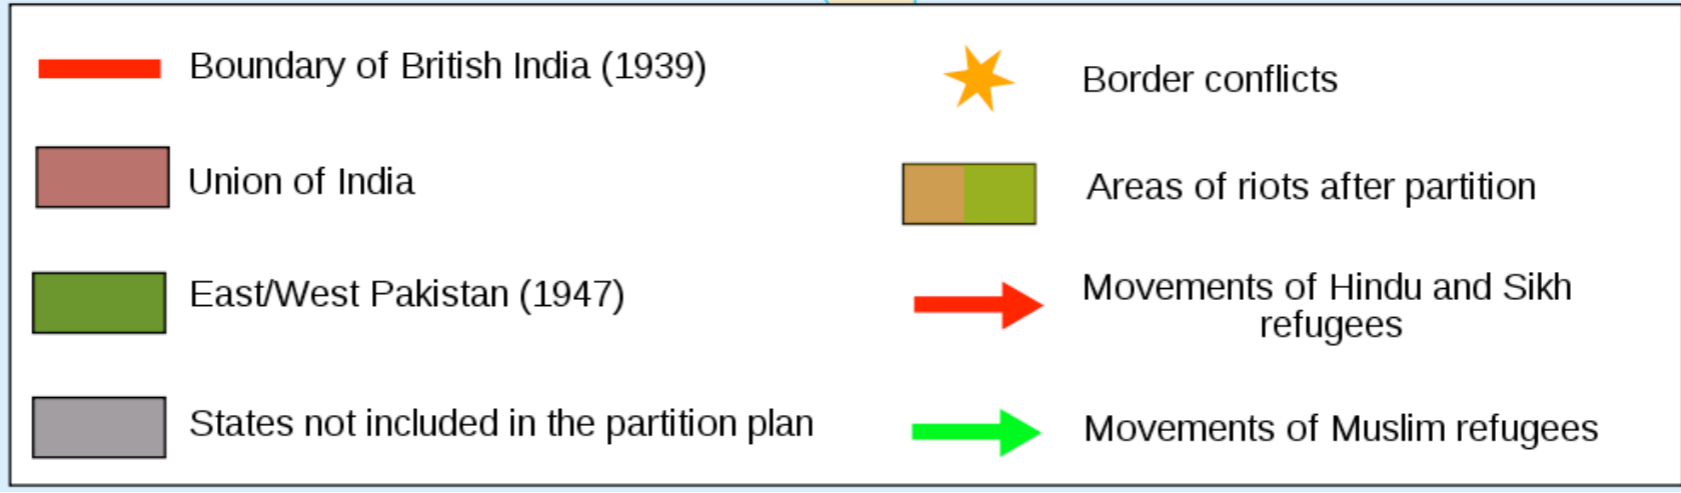 Boundary of British India (1939)
Union of India
East/West Pakistan (1947)
States not included in the partition plan
Border conflicts
Areas of riots after partition
Movements of Hindu and Sikh
refugees
Movements of Muslim refugees